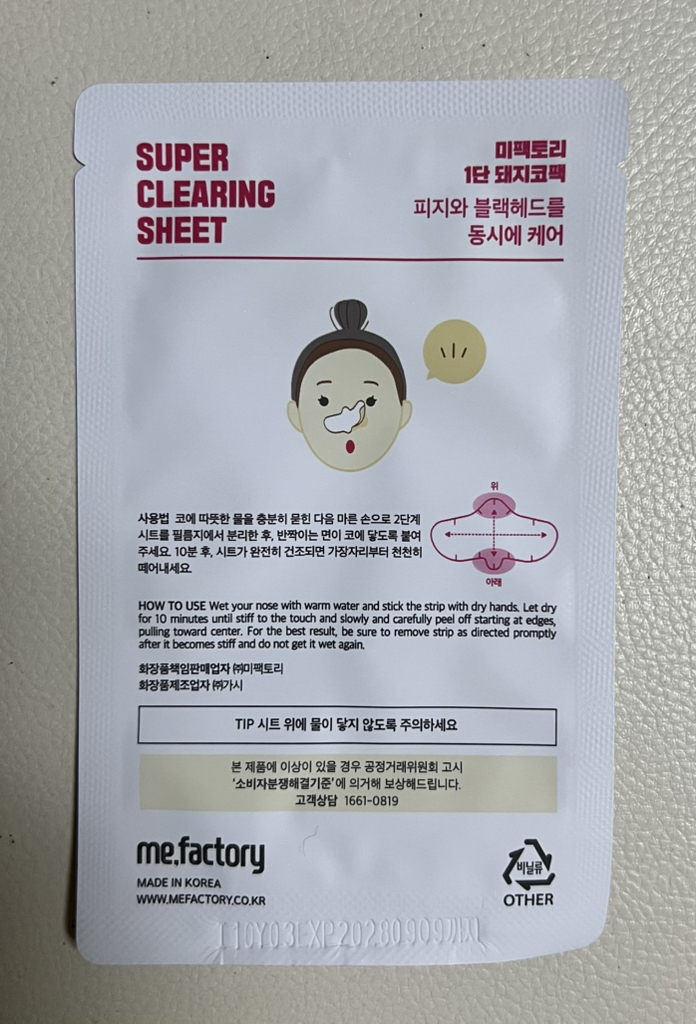 SUPER
CLEARING
SHEET
미팩토리
1단 돼지코팩
피지와 블랙헤드를
동시에 케어
위
아래
사용법 코에 따뜻한 물을 충분히 묻힌 다음 마른 손으로 2단계
시트를 필름지에서 분리한 후, 반짝이는 면이 코에 닿도록 붙여
주세요. 10분 후, 시트가 완전히 건조되면 가장자리부터 천천히
떼어내세요.
HOW TO USE Wet your nose with warm water and stick the strip with dry hands. Let dry
for 10 minutes until stiff to the touch and slowly and carefully peel off starting at edges,
pulling toward center. For the best result, be sure to remove strip as directed promptly
after it becomes stiff and do not get it wet again.
화장품책임판매업자 ㈜미팩토리
화장품제조업자 ㈜가시
TIP 시트 위에 물이 닿지 않도록 주의하세요
본 제품에 이상이 있을 경우 공정거래위원회 고시
'소비자분쟁해결기준'에 의거해 보상해드립니다.
고객상담 1661-0819
me.factory
MADE IN KOREA
WWW.MEFACTORY.CO.KR
비닐류
OTHER
EXP20280909까지